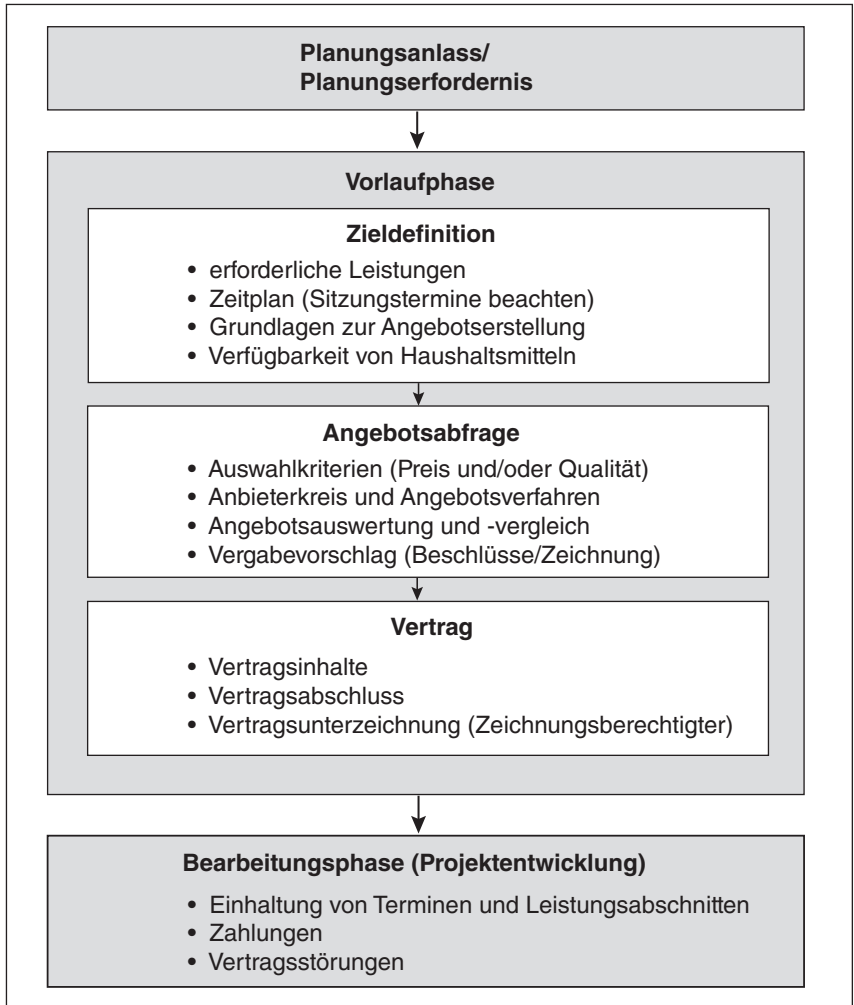 Planungsanlass/
Planungserfordernis
Vorlaufphase
Zieldefinition
• erforderliche Leistungen
• Zeitplan (Sitzungstermine beachten)
• Grundlagen zur Angebotserstellung
• Verfügbarkeit von Haushaltsmitteln
Angebotsabfrage
• Auswahlkriterien (Preis und/oder Qualität)
• Anbieterkreis und Angebotsverfahren
• Angebotsauswertung und -vergleich
• Vergabevorschlag (Beschlüsse/Zeichnung)
Vertrag
• Vertragsinhalte
• Vertragsabschluss
• Vertragsunterzeichnung (Zeichnungsberechtigter)
Bearbeitungsphase (Projektentwicklung)
• Einhaltung von Terminen und Leistungsabschnitten
• Zahlungen
• Vertragsstörungen